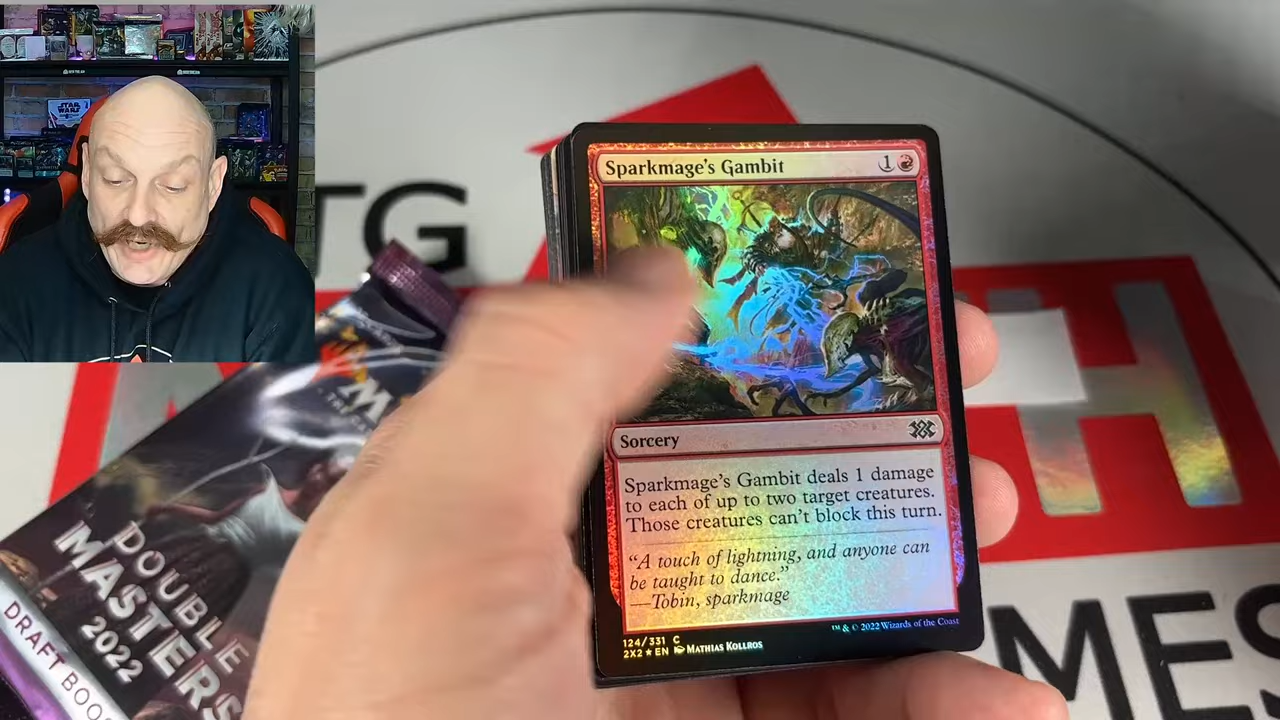 STAR
WARS
TG
MES
DOUBLE
MASTERS
2022
DRAFT BOO
Sparkmage's Gambit 1
Sorcery
Sparkmage's Gambit deals 1 damage
to each of up to two target creatures.
Those creatures can't block this turn.
“A touch of lightning, and anyone can
be taught to dance.”
—Tobin, sparkmage
124/331 C
2X2 ★ EN Mathias Kollros
™ & © 2022 Wizards of the Coast